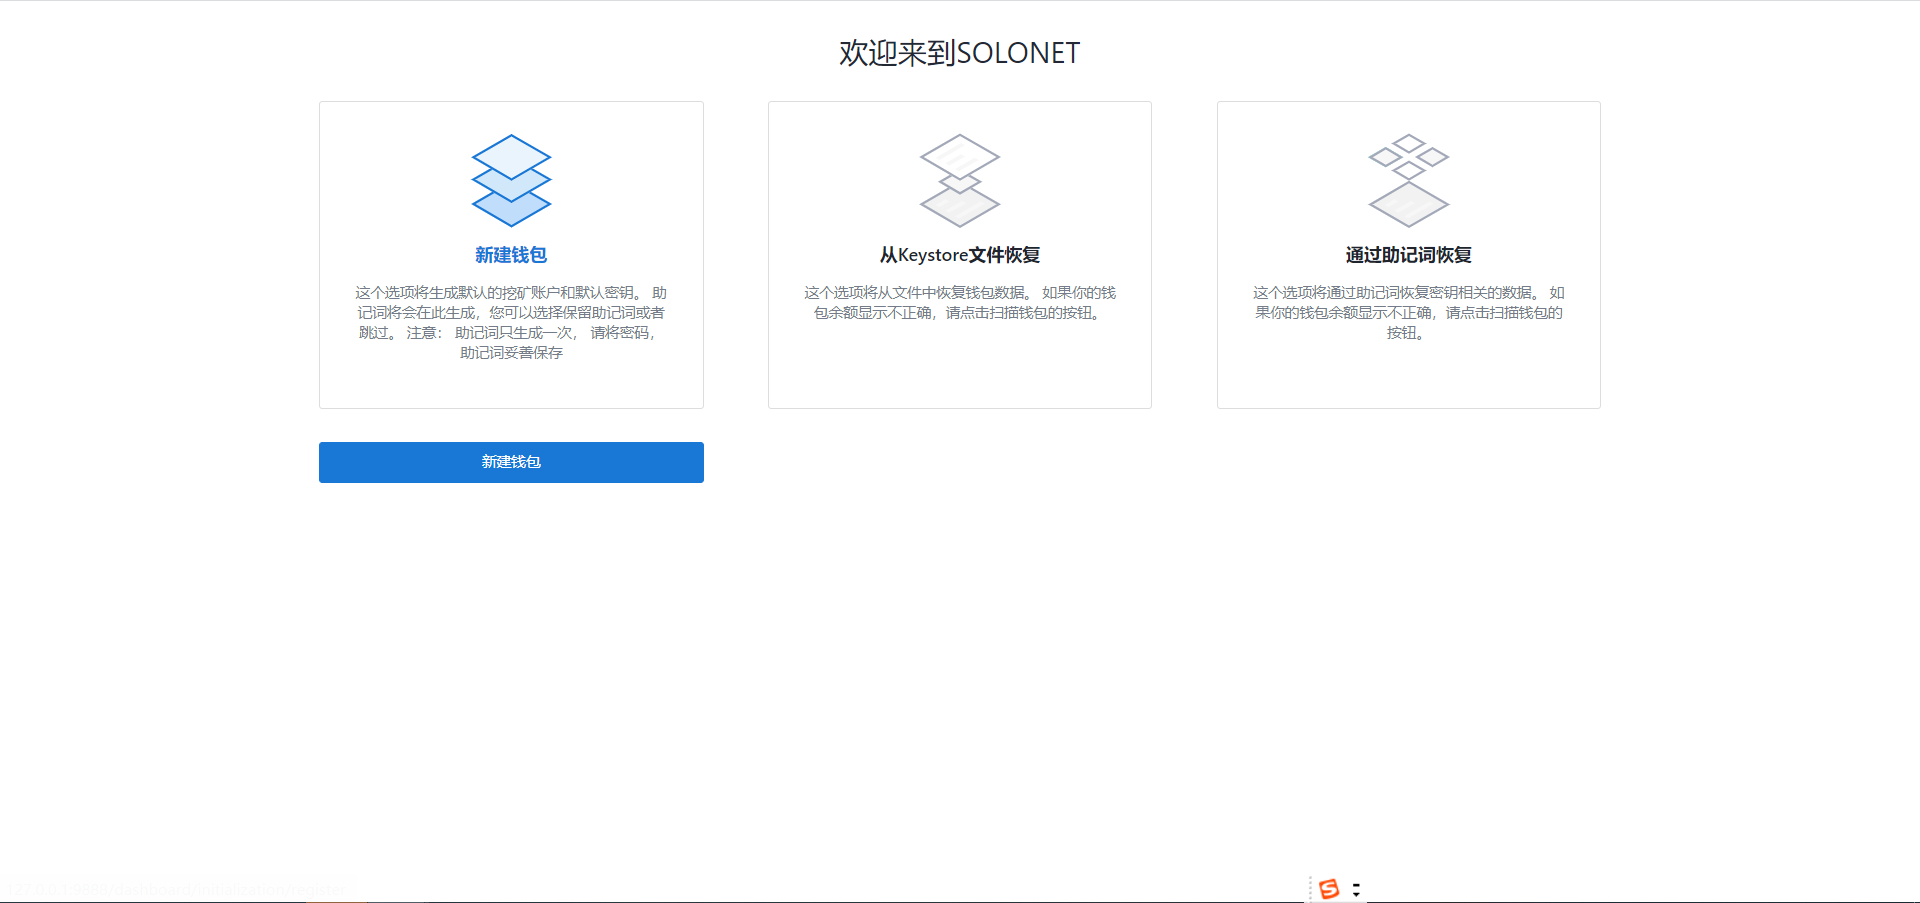 欢迎来到SOLONET
新建钱包
这个选项将生成默认的挖矿账户和默认密钥。 助
记词将会在此生成，您可以选择保留助记词或者
跳过。 注意： 助记词只生成一次， 请将密码，
助记词妥善保存
从Keystore文件恢复
这个选项将从文件中恢复钱包数据。 如果你的钱
包余额显示不正确，请点击扫描钱包的按钮。
通过助记词恢复
这个选项将通过助记词恢复密钥相关的数据。 如
果你的钱包余额显示不正确，请点击扫描钱包的
按钮。
新建钱包